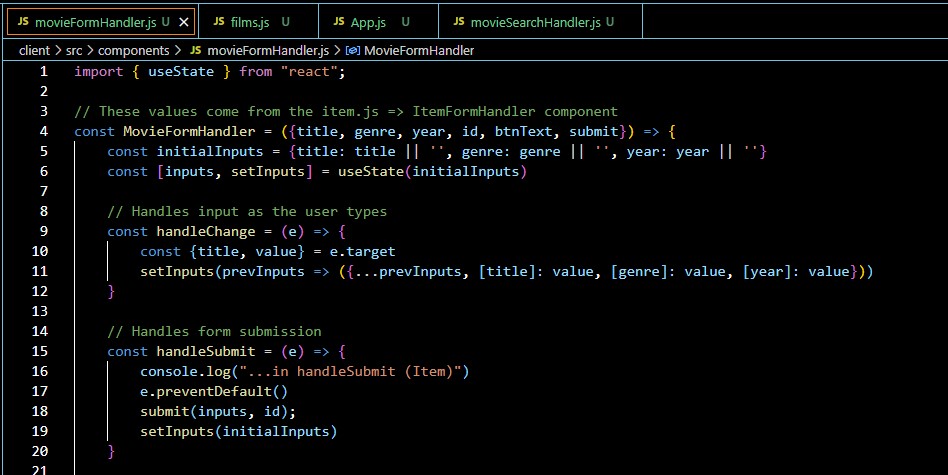 JS movieFormHandler.js U × JS films.js U JS App.js U JS movieSearchHandler.js U
client > src > components > JS movieFormHandler.js > MovieFormHandler
1 import { useState } from "react";
2
3 // These values come from the item.js => ItemFormHandler component
4 const MovieFormHandler = ({title, genre, year, id, btnText, submit}) => {
5 const initialInputs = {title: title || '', genre: genre || '', year: year || ''}
6 const [inputs, setInputs] = useState(initialInputs)
7
8 // Handles input as the user types
9 const handleChange = (e) => {
10 const {title, value} = e.target
11 setInputs(prevInputs => ({...prevInputs, [title]: value, [genre]: value, [year]: value}))
12 }
13
14 // Handles form submission
15 const handleSubmit = (e) => {
16 console.log("...in handleSubmit (Item)")
17 e.preventDefault()
18 submit(inputs, id);
19 setInputs(initialInputs)
20 }
21